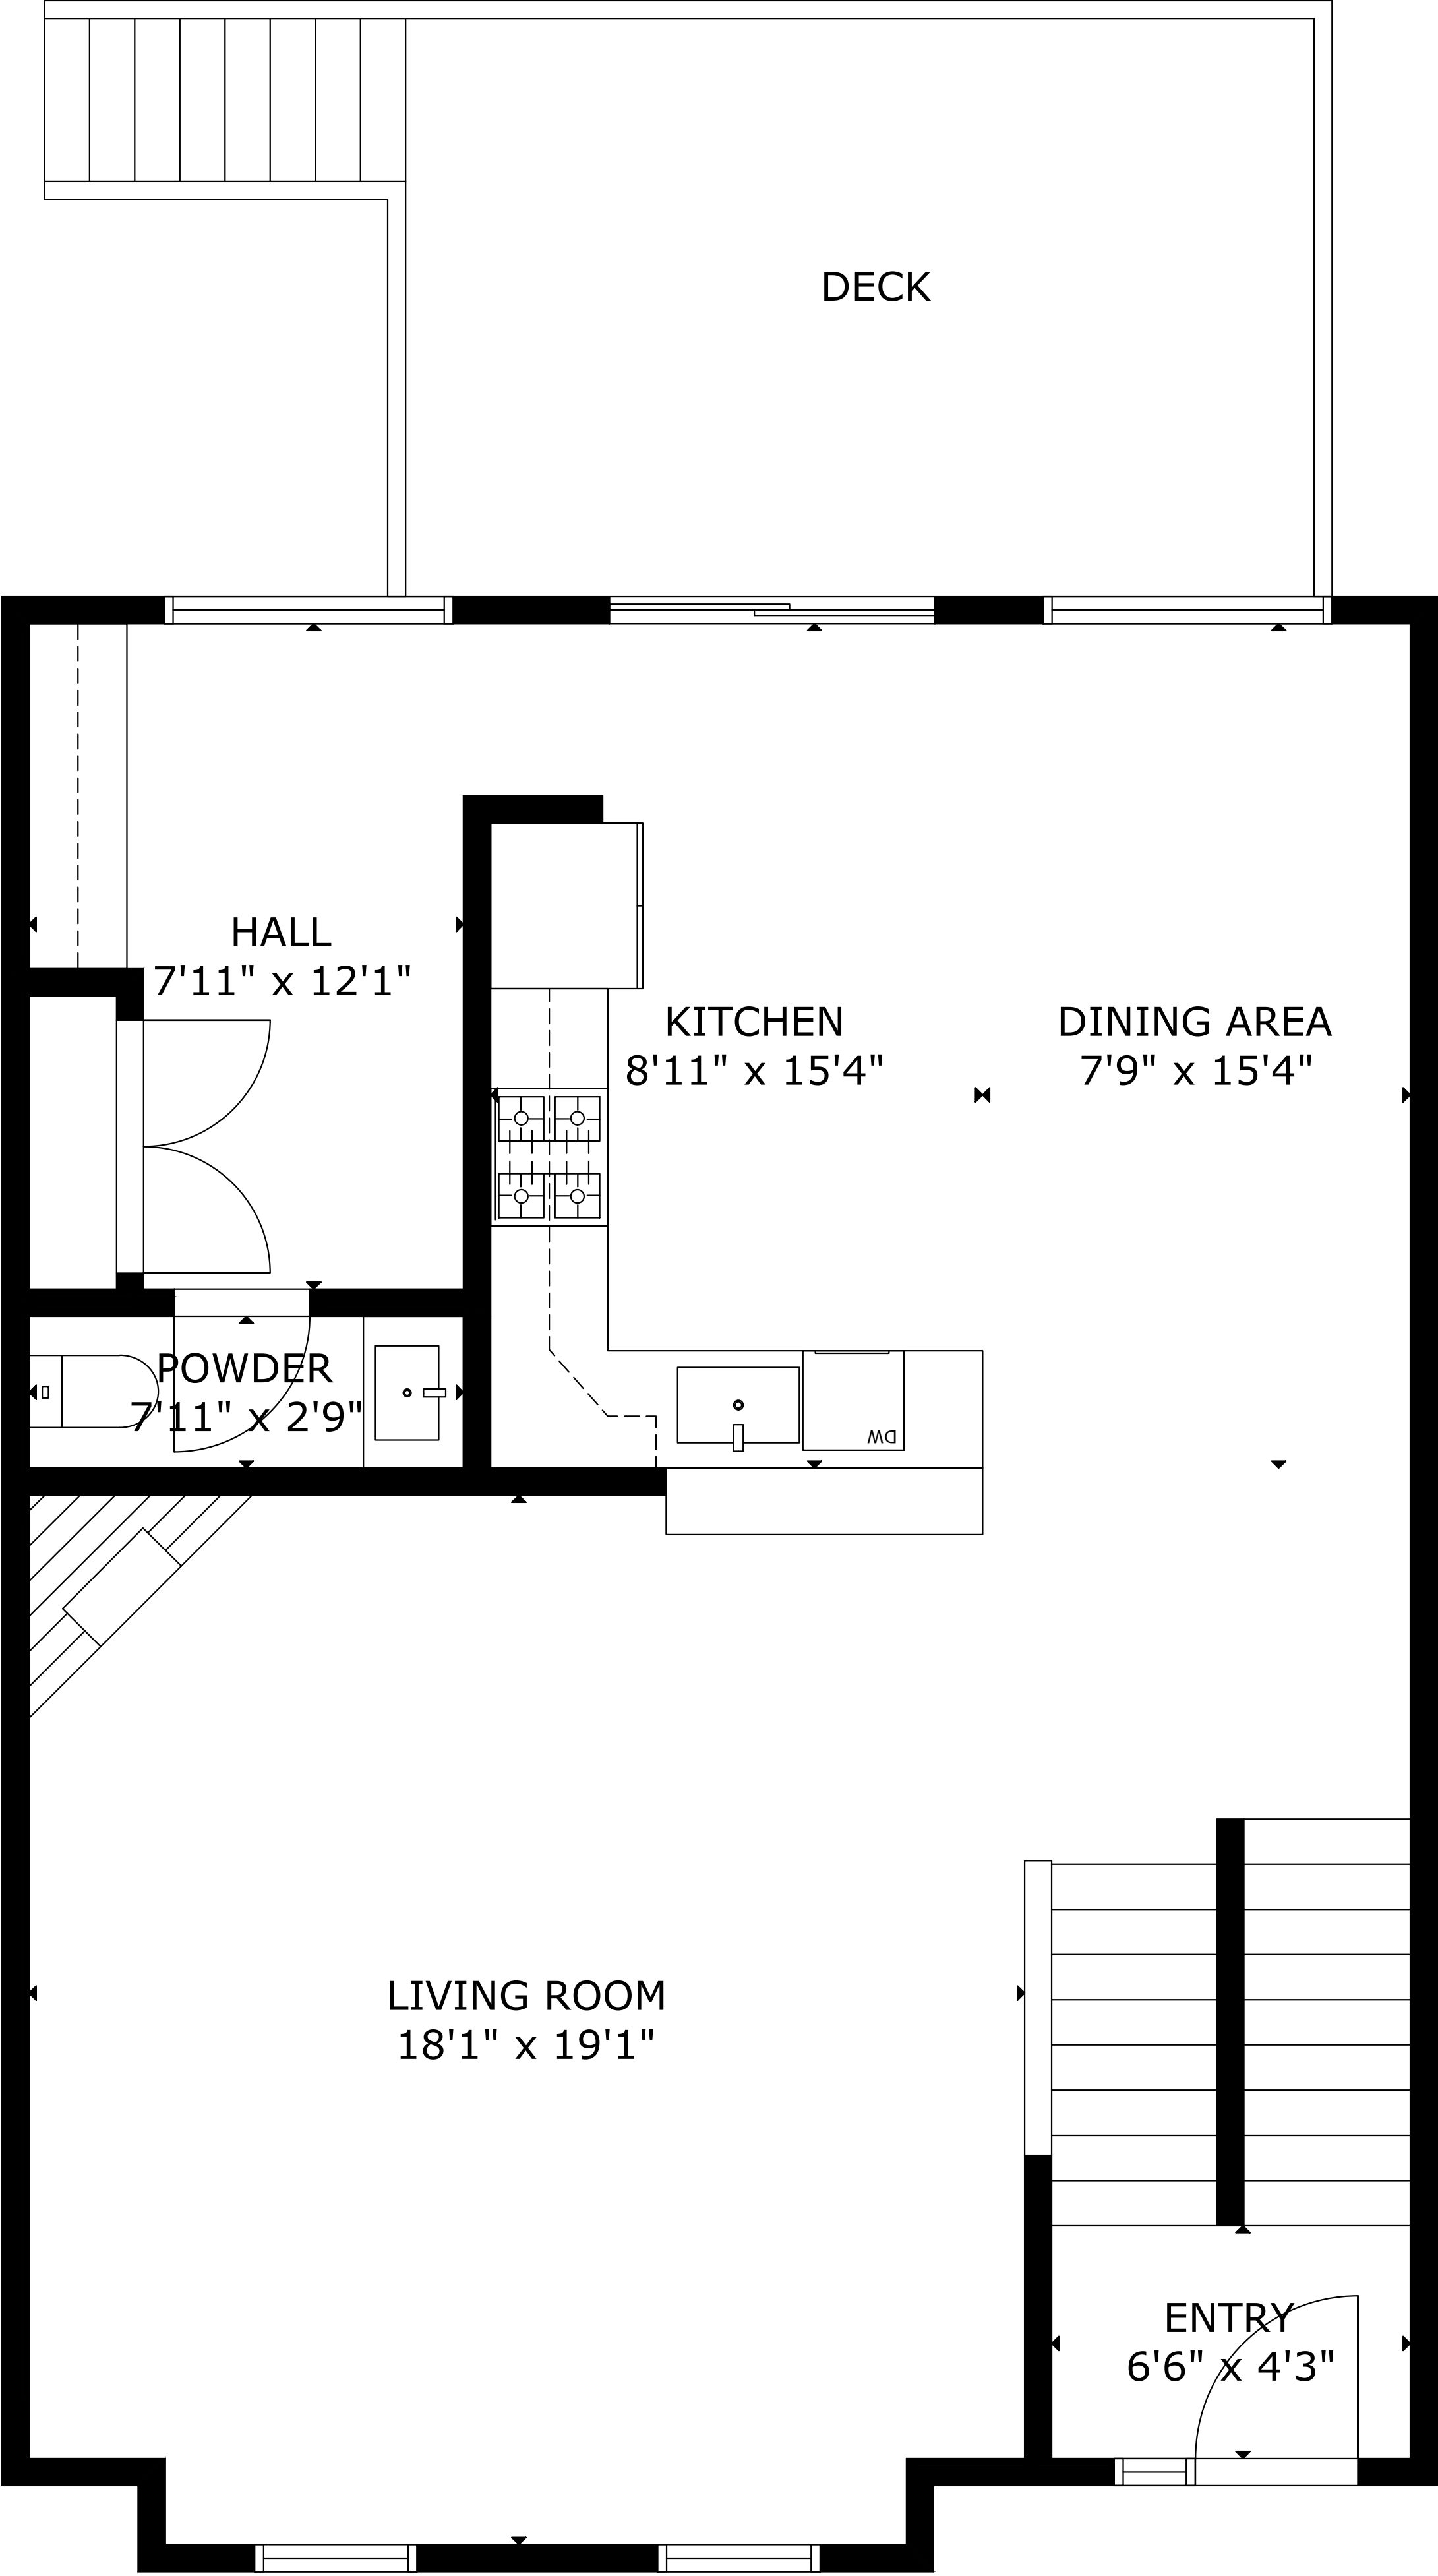 DECK
HALL
7'11" x 12'1"
KITCHEN
8'11" x 15'4"
DINING AREA
7'9" x 15'4"
POWDER
7'11" x 2'9"
DW
LIVING ROOM
18'1" x 19'1"
ENTRY
6'6" x 4'3"